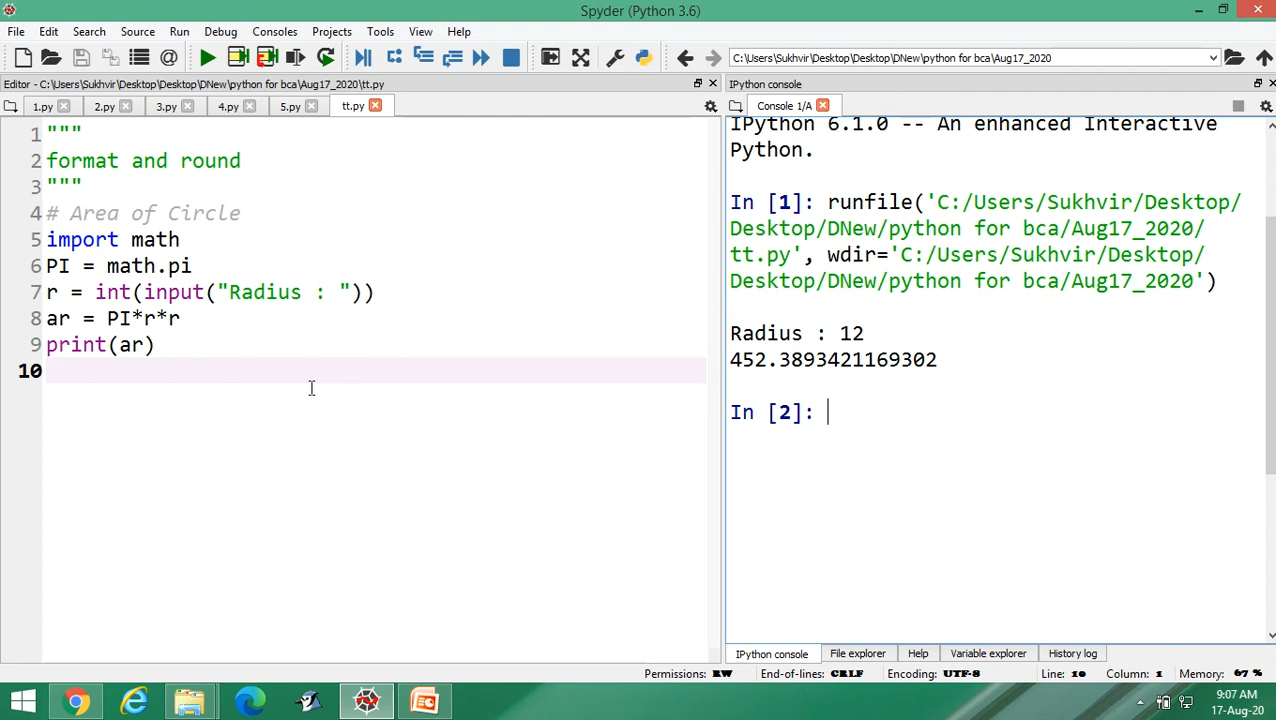 Spyder (Python 3.6)
File Edit Search Source Run Debug Consoles Projects Tools View Help
C:\Users\Sukhvir\Desktop\Desktop\DNew\python for bca\Aug17_2020
Editor - C:\Users\Sukhvir\Desktop\Desktop\DNew\python for bca\Aug17_2020\tt.py
1.py 2.py 3.py 4.py 5.py tt.py
1 """
2 format and round
3 """
4 # Area of Circle
5 import math
6 PI = math.pi
7 r = int(input("Radius : "))
8 ar = PI*r*r
9 print(ar)
10
IPython console
Console 1/A
IPython 6.1.0 -- An enhanced Interactive
Python.
In [1]: runfile('C:/Users/Sukhvir/Desktop/
Desktop/DNew/python for bca/Aug17_2020/
tt.py', wdir='C:/Users/Sukhvir/Desktop/
Desktop/DNew/python for bca/Aug17_2020')
Radius : 12
452.3893421169302
In [2]:
IPython console File explorer Help Variable explorer History log
Permissions: RW End-of-lines: CRLF Encoding: UTF-8 Line: 10 Column: 1 Memory: 67 %
9:07 AM
17-Aug-20